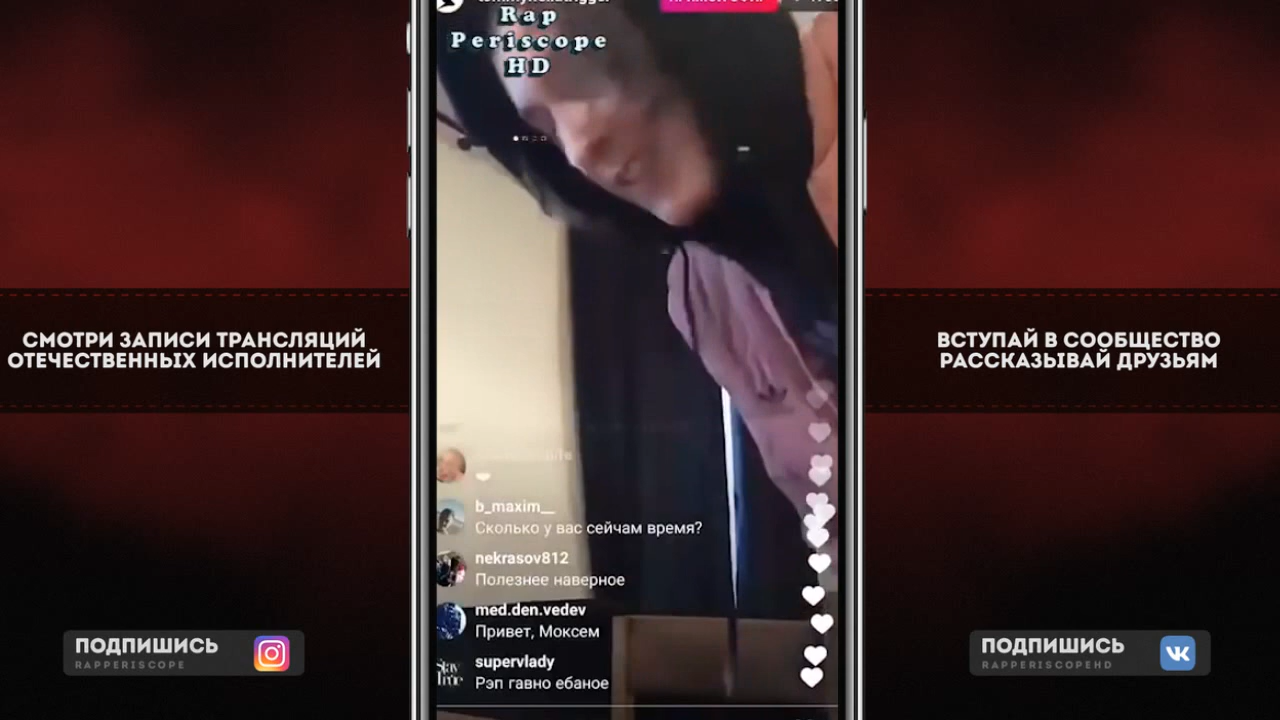 Rap
Periscope
HD
СМОТРИ ЗАПИСИ ТРАНСЛЯЦИЙ
ОТЕЧЕСТВЕННЫХ ИСПОЛНИТЕЛЕЙ
ВСТУПАЙ В СООБЩЕСТВО
РАССКАЗЫВАЙ ДРУЗЬЯМ
b_maxim__
Сколько у вас сейчам время?
nekrasov812
Полезнее наверное
med.den.vedev
Привет, Моксем
supervlady
Рэп гавно ебаное
ПОДПИШИСЬ
RAPPERISCOPE
ПОДПИШИСЬ
RAPPERISCOPEHD